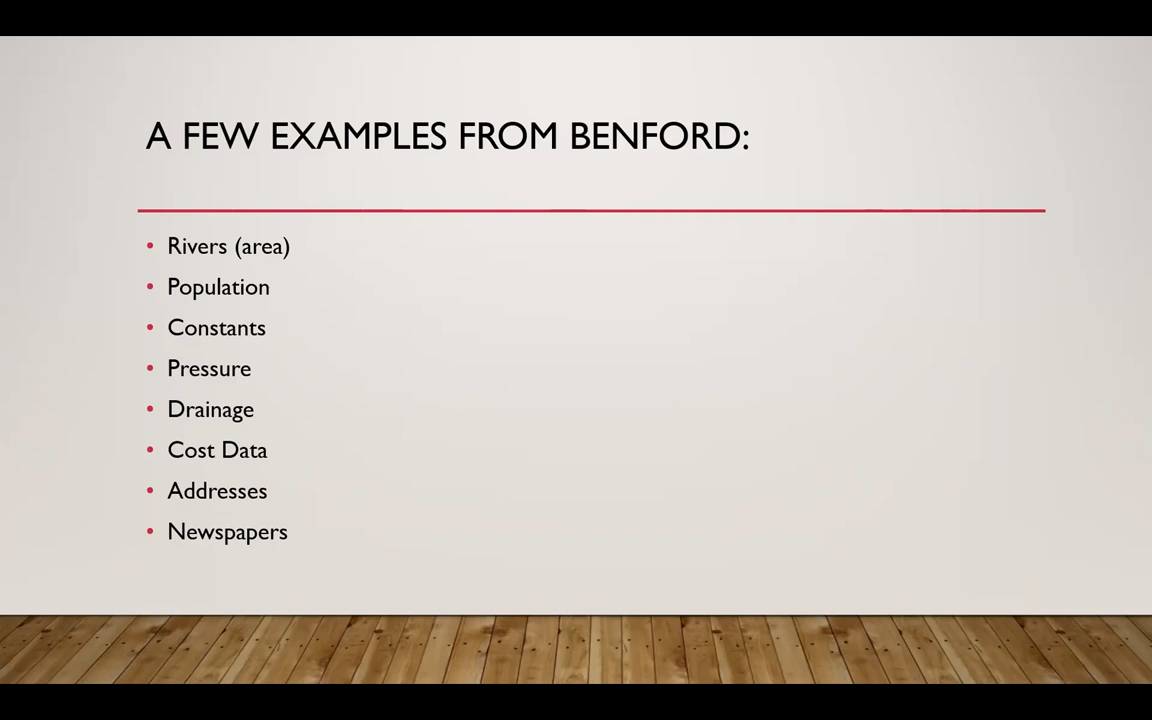 A FEW EXAMPLES FROM BENFORD:
• Rivers (area)
• Population
• Constants
• Pressure
• Drainage
• Cost Data
• Addresses
• Newspapers